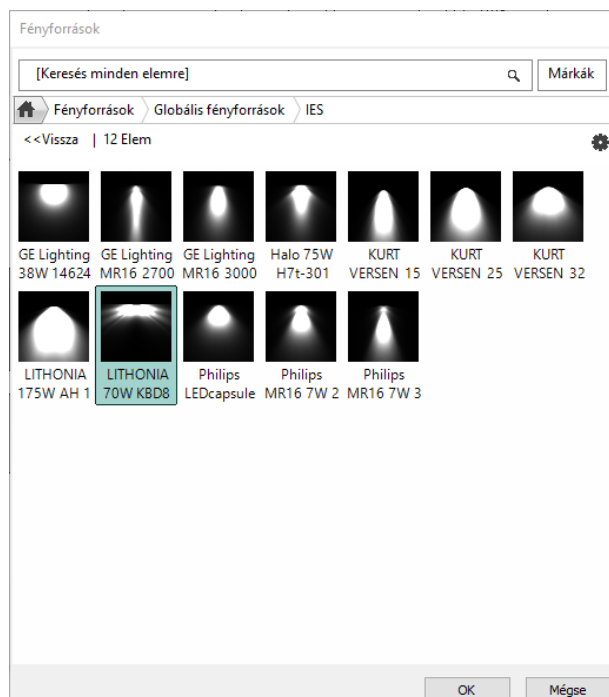 Fényforrások
[Keresés minden elemre]
Márkák
Fényforrások
Globális fényforrások
IES
<<Vissza | 12 Elem
GE Lighting
38W 14624
GE Lighting
MR16 2700
GE Lighting
MR16 3000
Halo 75W
H7t-301
KURT
VERSEN 15
KURT
VERSEN 25
KURT
VERSEN 32
LITHONIA
175W AH 1
LITHONIA
70W KBD8
Philips
LEDcapsule
Philips
MR16 7W 2
Philips
MR16 7W 3
OK
Mégse